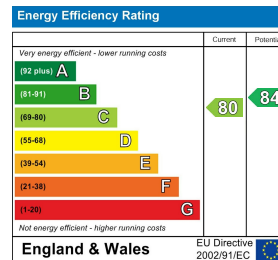 Energy Efficiency Rating
Current Potentia
Very energy efficient - lower running costs
(92 plus) A
(81-91) B
(69-80) C
(55-68) D
(39-54) E
(21-38) F
(1-20) G
80
84
Not energy efficient - higher running costs
England & Wales
EU Directive
2002/91/EC